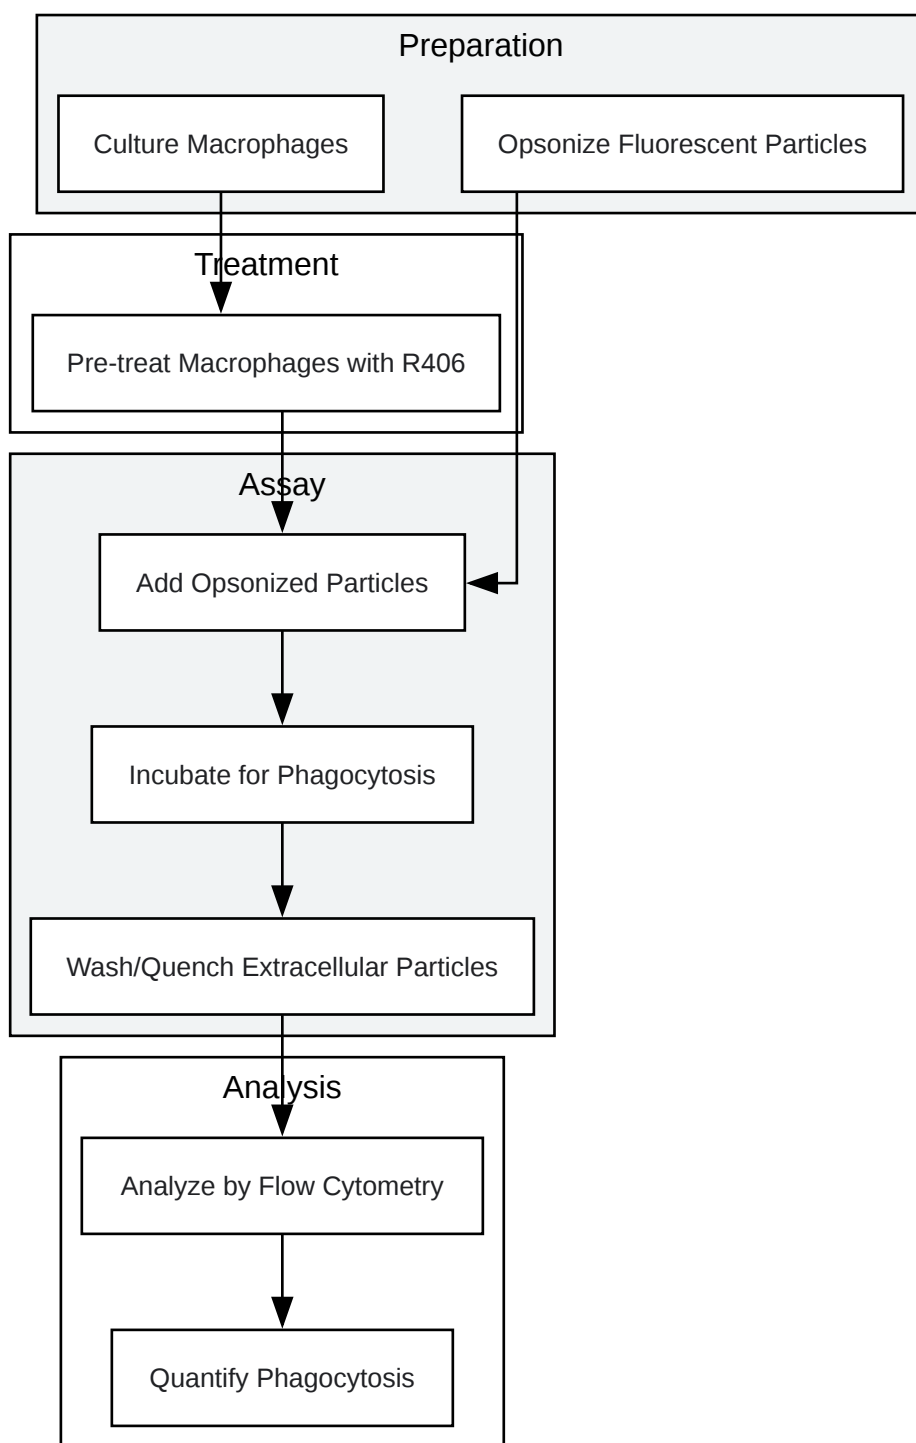 Preparation
Culture Macrophages
Opsonize Fluorescent Particles
Treatment
Pre-treat Macrophages with R406
Assay
Add Opsonized Particles
Incubate for Phagocytosis
Wash/Quench Extracellular Particles
Analysis
Analyze by Flow Cytometry
Quantify Phagocytosis